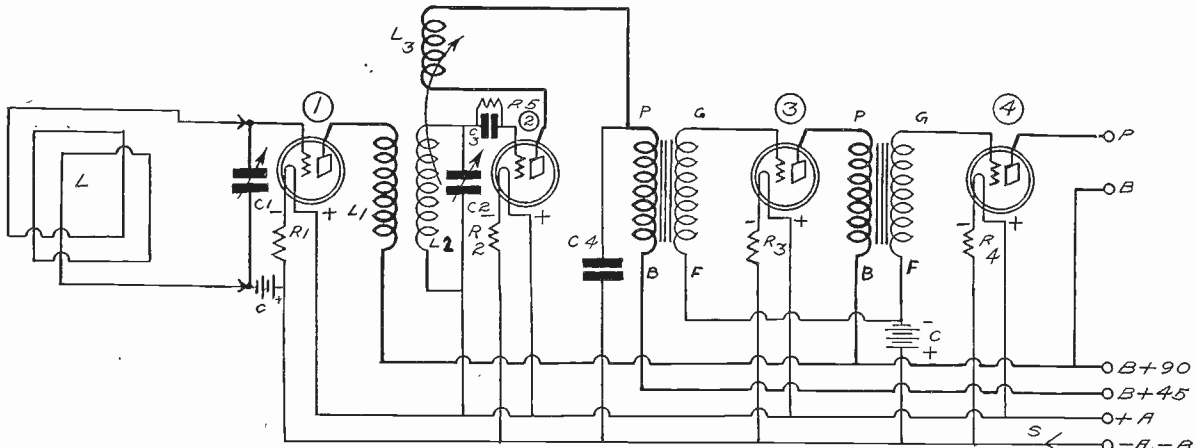 L3
1
R5
2
P
G
3
P
G
4
P
C3
L
C1
C2
B
L1
L2
R2
- +
R1
- +
C4
R3
- +
R4
- +
B
F
B
F
C
+
-
C
+
B+90
B+45
+A
S
-A-B